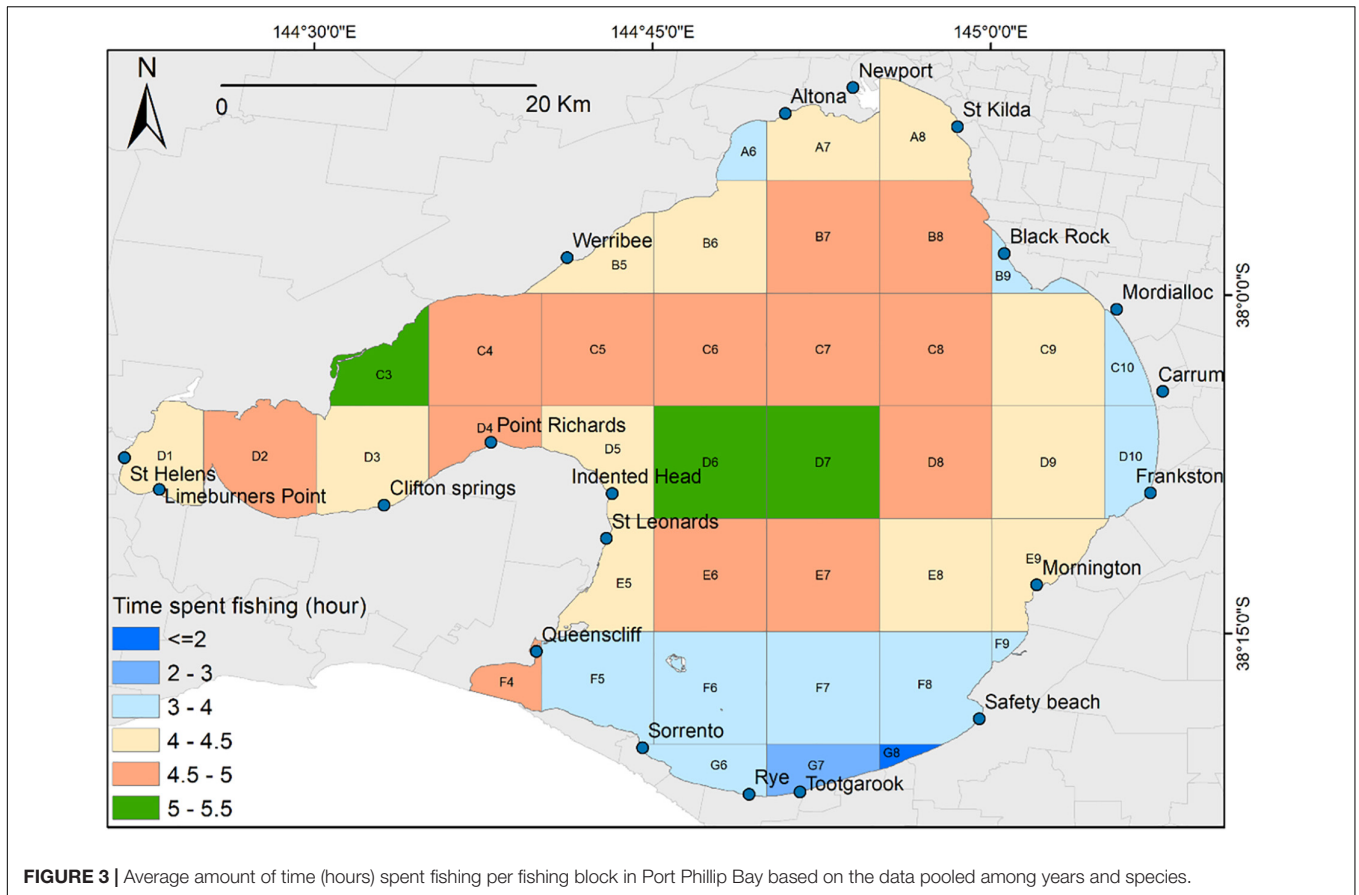 144°30'0"E
144°45'0"E
145°0'0"E
N
0
20 Km
Newport
Altona
St Kilda
A6
A7
A8
Werribee
B5
B6
B7
B8
Black Rock
B9
38°0'0"S
Mordialloc
C3
C4
C5
C6
C7
C8
C9
C10
Carrum
D1
D2
D3
D4
Point Richards
D5
D6
D7
D8
D9
D10
St Helens
Limeburners Point
Clifton springs
Indented Head
Frankston
St Leonards
E5
E6
E7
E8
E9
Mornington
38°15'0"S
Time spent fishing (hour)
<=2
2 - 3
3 - 4
4 - 4.5
4.5 - 5
5 - 5.5
Queenscliff
F4
F5
F6
F7
F8
F9
Safety beach
Sorrento
G6
G7
G8
Rye
Tootgarook
FIGURE 3 | Average amount of time (hours) spent fishing per fishing block in Port Phillip Bay based on the data pooled among years and species.